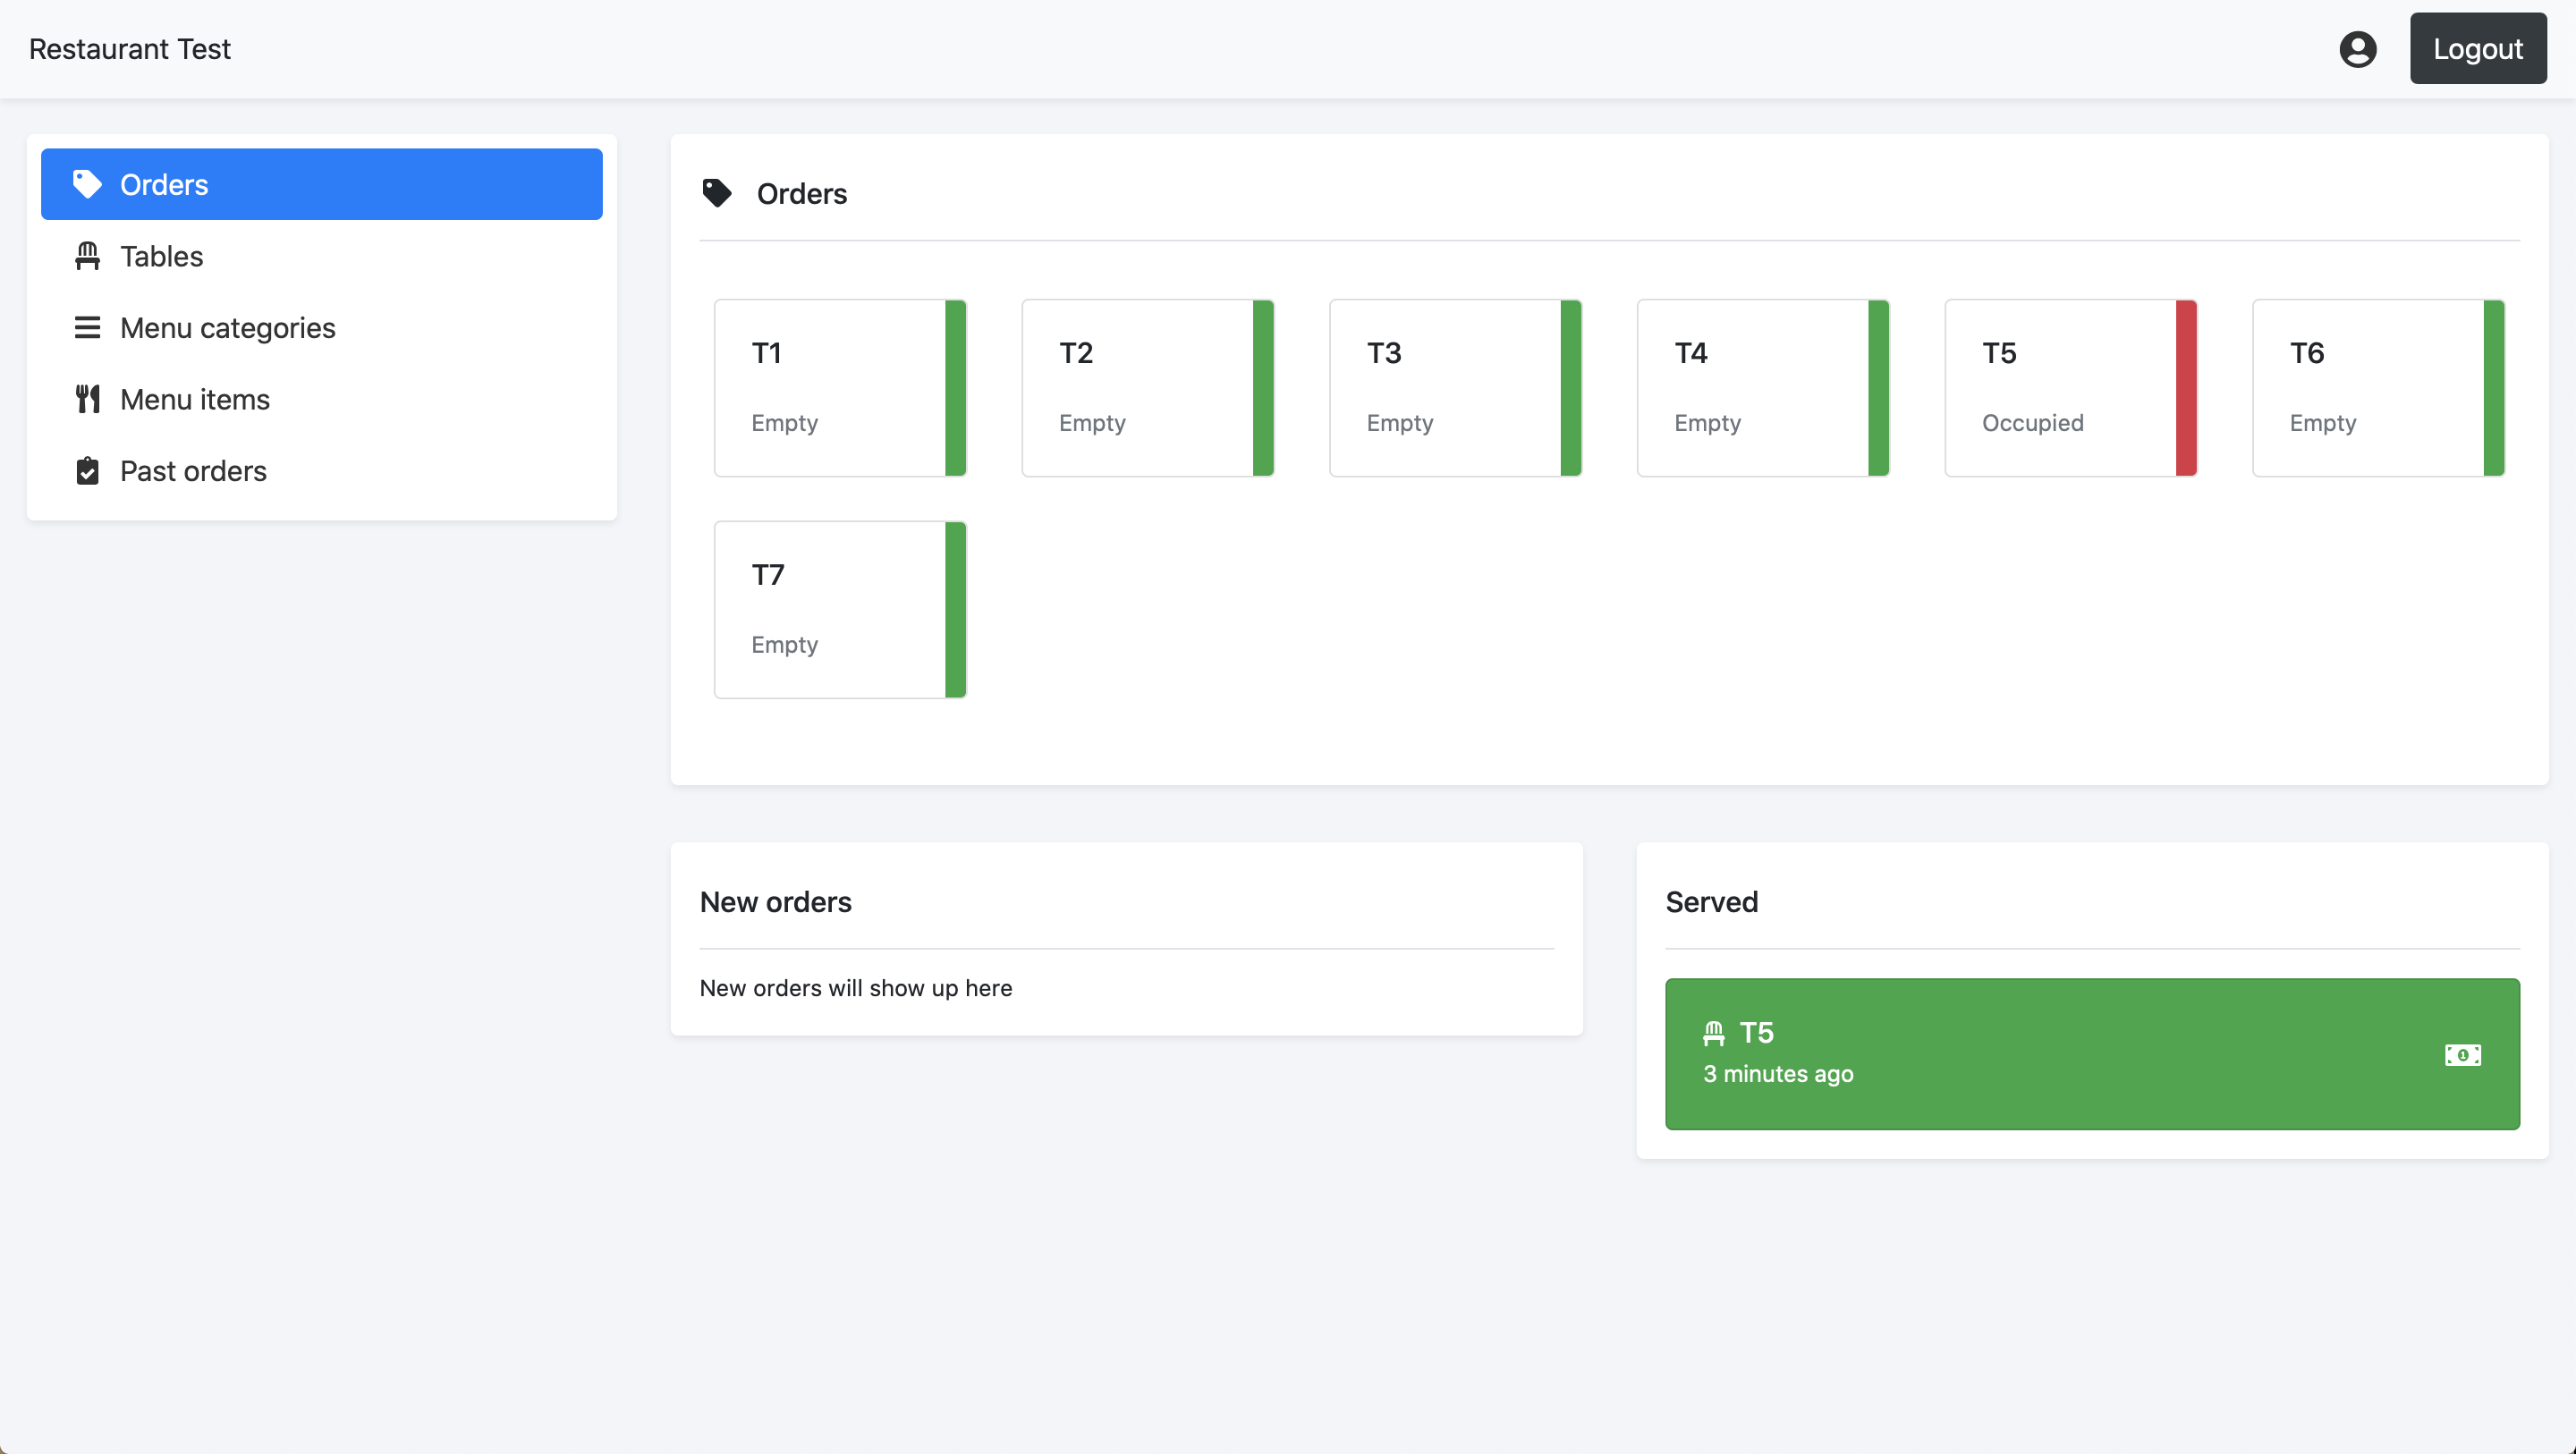 Restaurant Test
Logout
Orders
Tables
Menu categories
Menu items
Past orders
Orders
T1
Empty
T2
Empty
T3
Empty
T4
Empty
T5
Occupied
T6
Empty
T7
Empty
New orders
New orders will show up here
Served
T5
3 minutes ago
1